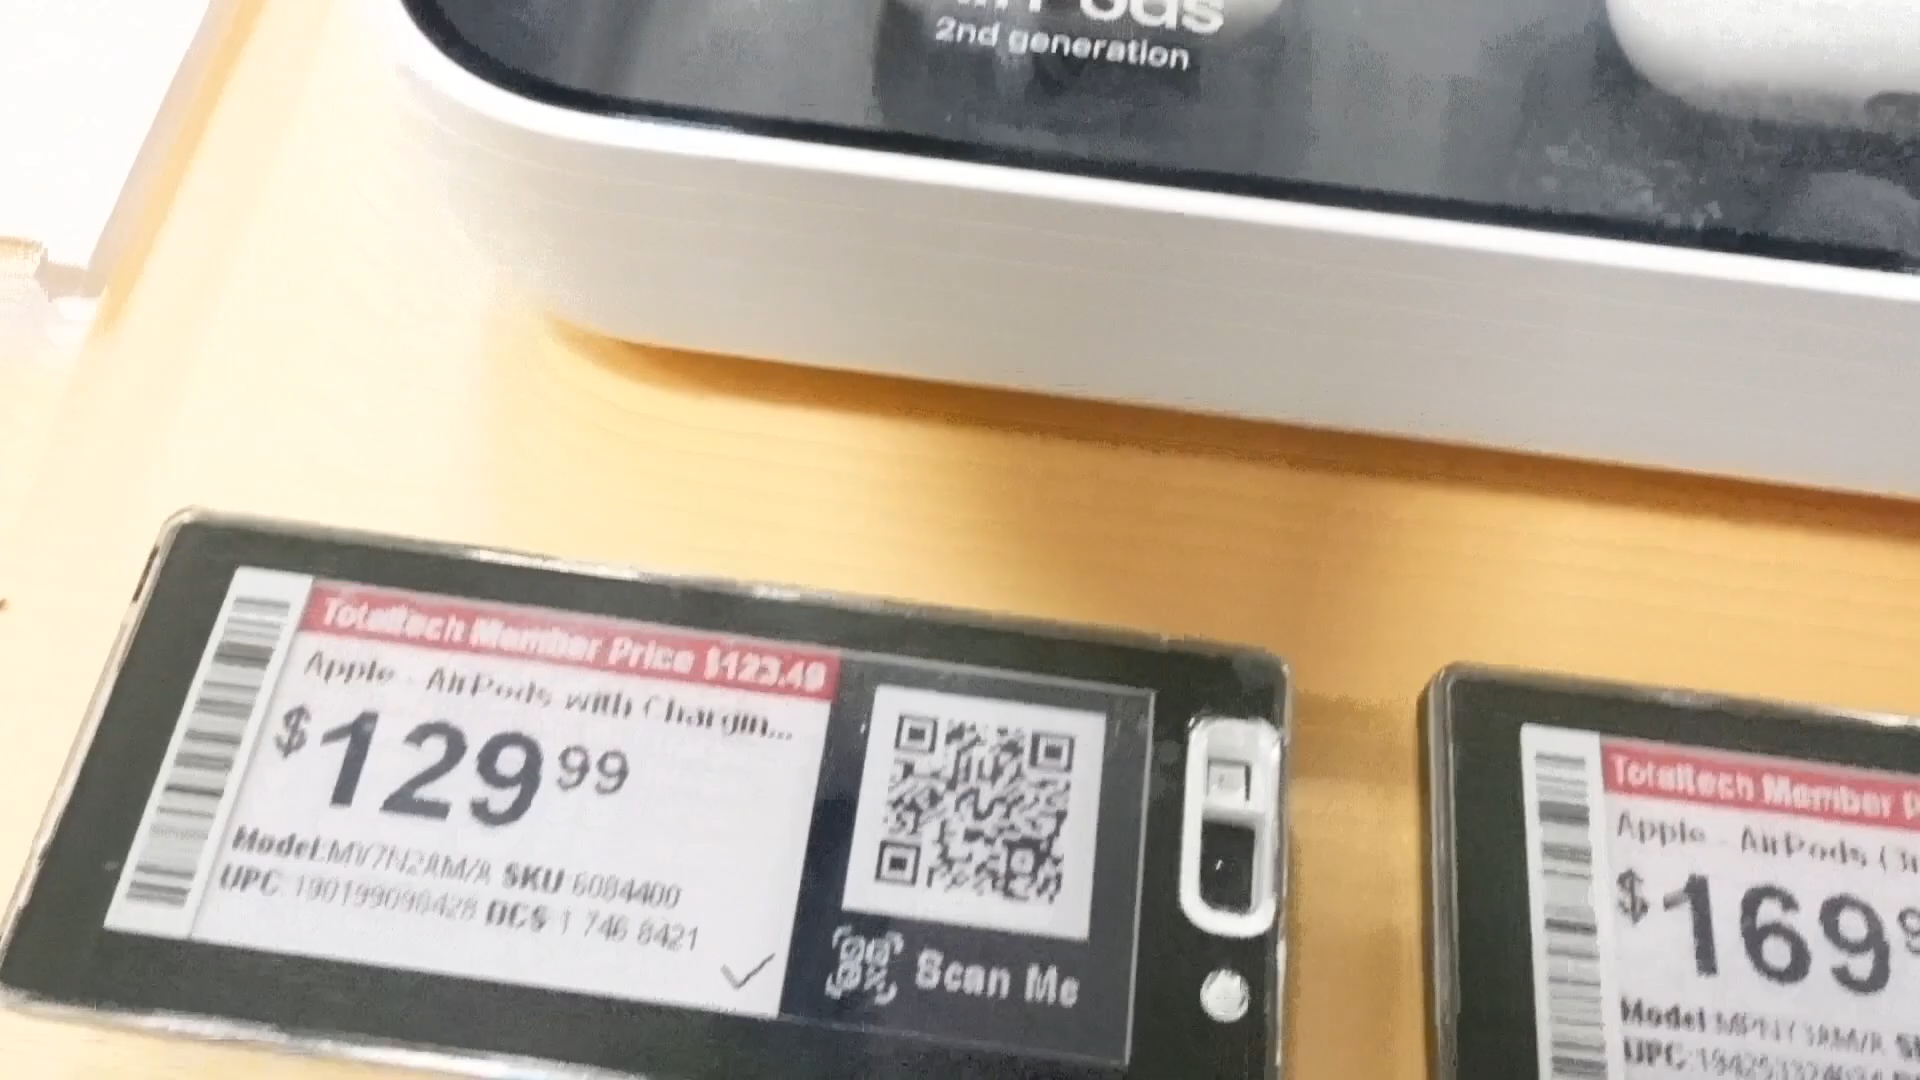 2nd generation
Totaltech Member Price $123.49
Apple - AirPods with Chargin...
$129 99
Model:MV7N2AM/A SKU 6084400
UPC: 190199098428 DCS 1 746 8421
Scan Me
Totaltech Member
Apple - AirPods (3
$169
Model
UPC: